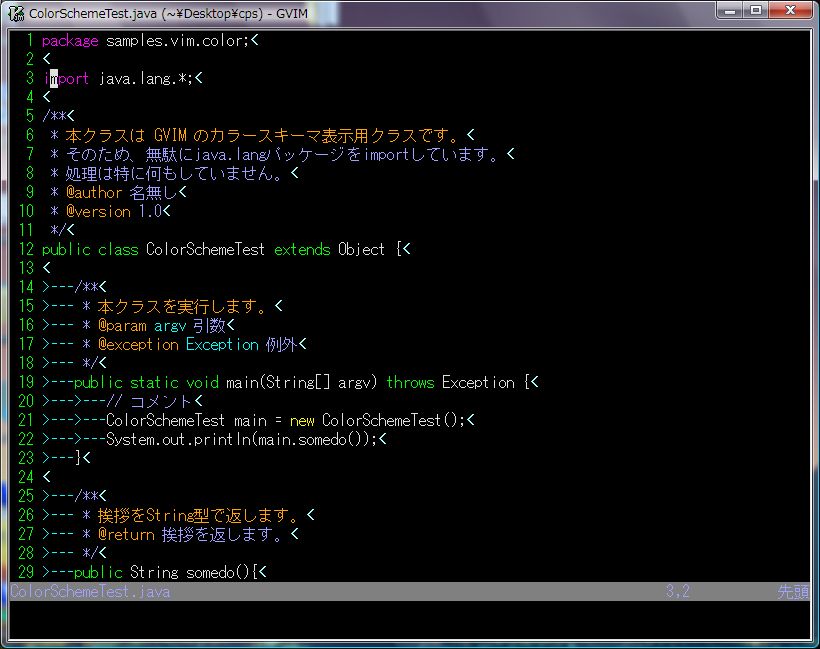 ColorSchemeTest.java (~¥Desktop¥cps) - GVIM
1 package samples.vim.color;<
2 <
3 import java.lang.*;<
4 <
5 /**<
6  * 本クラスは GVIM のカラースキーマ表示用クラスです。<
7  * そのため、無駄にjava.langパッケージをimportしています。<
8  * 処理は特に何もしていません。<
9  * @author 名無し<
10  * @version 1.0<
11  */<
12 public class ColorSchemeTest extends Object {<
13 <
14 >---/**<
15 >--- * 本クラスを実行します。<
16 >--- * @param argv 引数<
17 >--- * @exception Exception 例外<
18 >--- */<
19 >---public static void main(String[] argv) throws Exception {<
20 >--->---// コメント<
21 >--->---ColorSchemeTest main = new ColorSchemeTest();<
22 >--->---System.out.println(main.somedo());<
23 >---}<
24 <
25 >---/**<
26 >--- * 挨拶をString型で返します。<
27 >--- * @return 挨拶を返します。<
28 >--- */<
29 >---public String somedo(){<
ColorSchemeTest.java 3,2 先頭